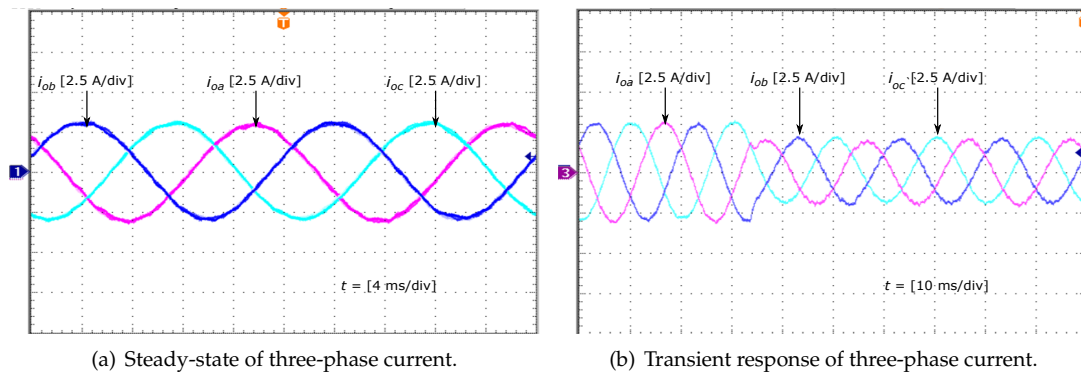 T
i_ob [2.5 A/div] i_oa [2.5 A/div] i_oc [2.5 A/div]
1
t = [4 ms/div]
i_oa [2.5 A/div] i_ob [2.5 A/div] i_oc [2.5 A/div]
3
t = [10 ms/div]
(a) Steady-state of three-phase current.
(b) Transient response of three-phase current.